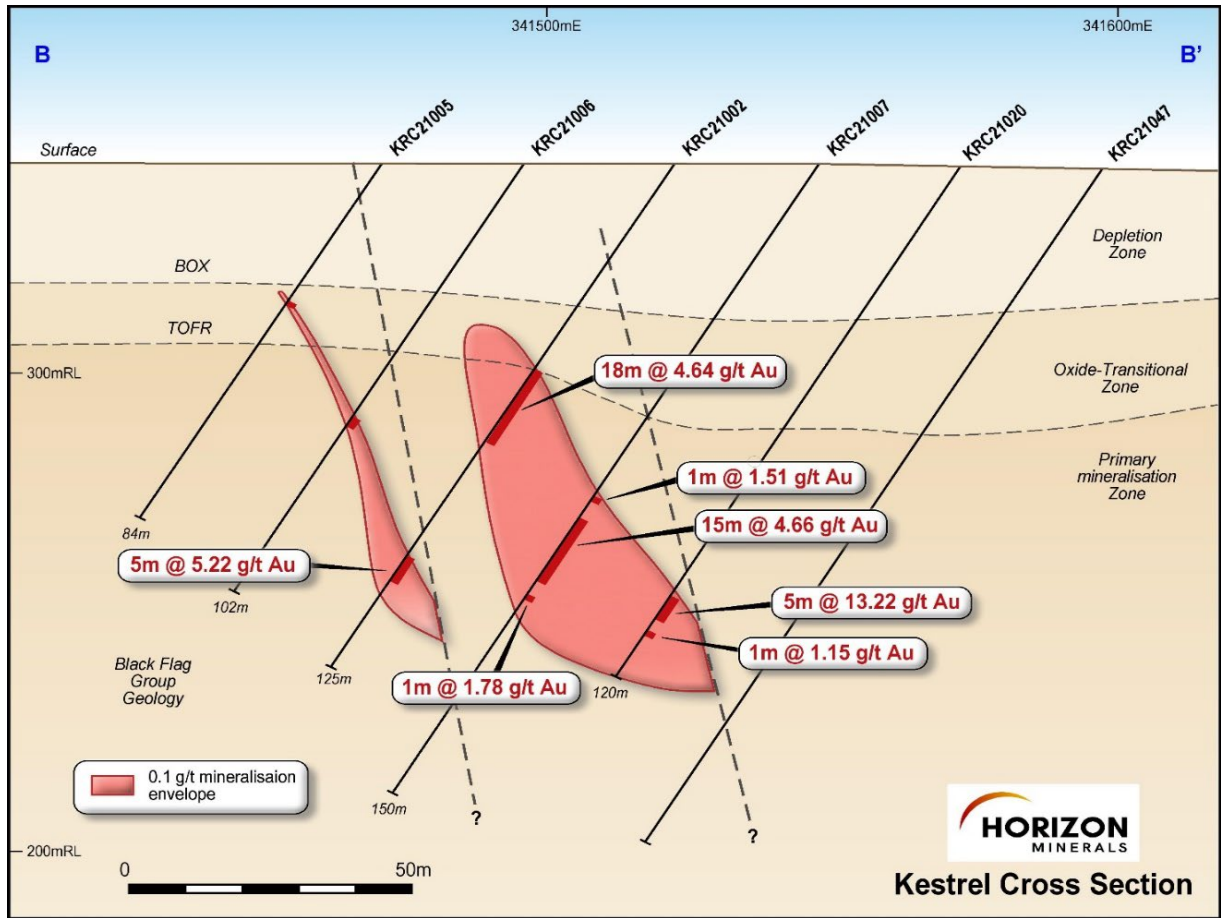 341500mE
341600mE
B
B'
KRC21005
KRC21006
KRC21002
KRC21007
KRC21020
KRC21047
Surface
Depletion
Zone
BOX
TOFR
300mRL
18m @ 4.64 g/t Au
Oxide-Transitional
Zone
1m @ 1.51 g/t Au
Primary
mineralisation
Zone
15m @ 4.66 g/t Au
84m
5m @ 5.22 g/t Au
102m
5m @ 13.22 g/t Au
1m @ 1.15 g/t Au
Black Flag
Group
Geology
125m
1m @ 1.78 g/t Au
120m
0.1 g/t mineralisaion
envelope
150m
?
?
HORIZON
MINERALS
200mRL
0
50m
Kestrel Cross Section